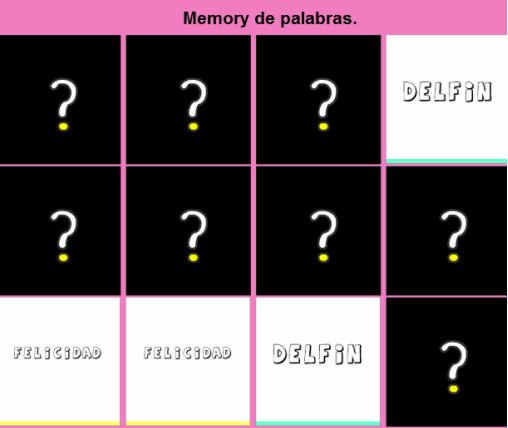 Memory de palabras.
? ? ? DELFiN
? ? ? ?
FELiCiDAD FELiCiDAD DELFiN ?